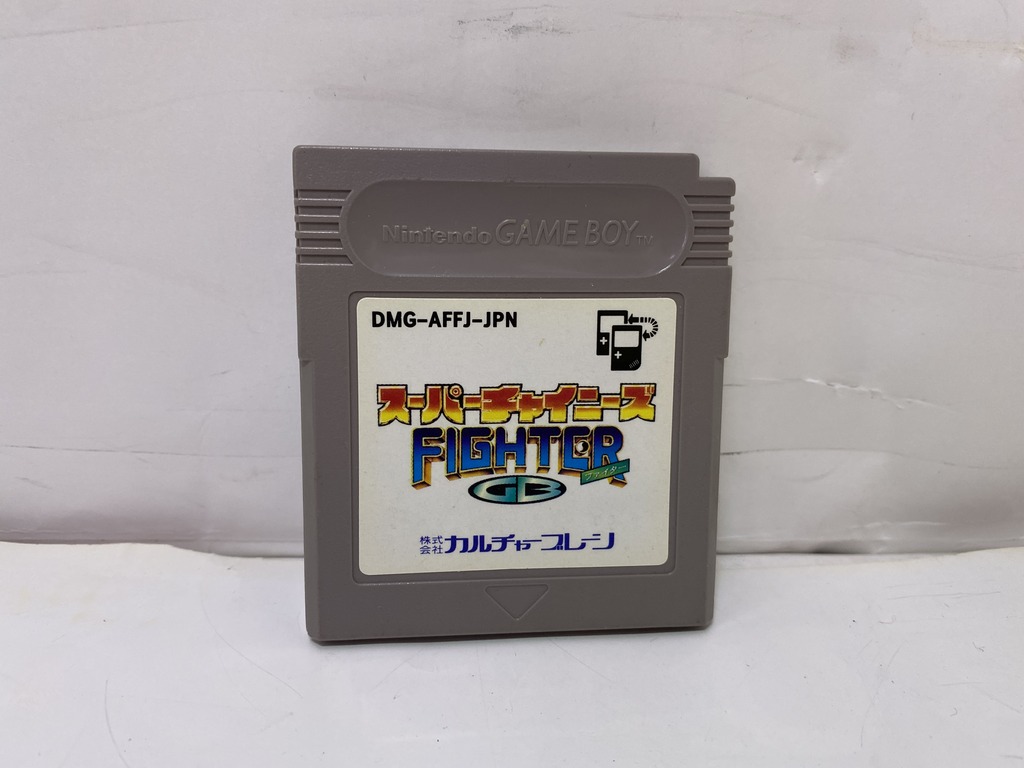 Nintendo GAME BOY TM
DMG-AFFJ-JPN
スーパーチャイニーズ
FIGHTER
ファイター
GB
株式会社 カルチャーブレーン